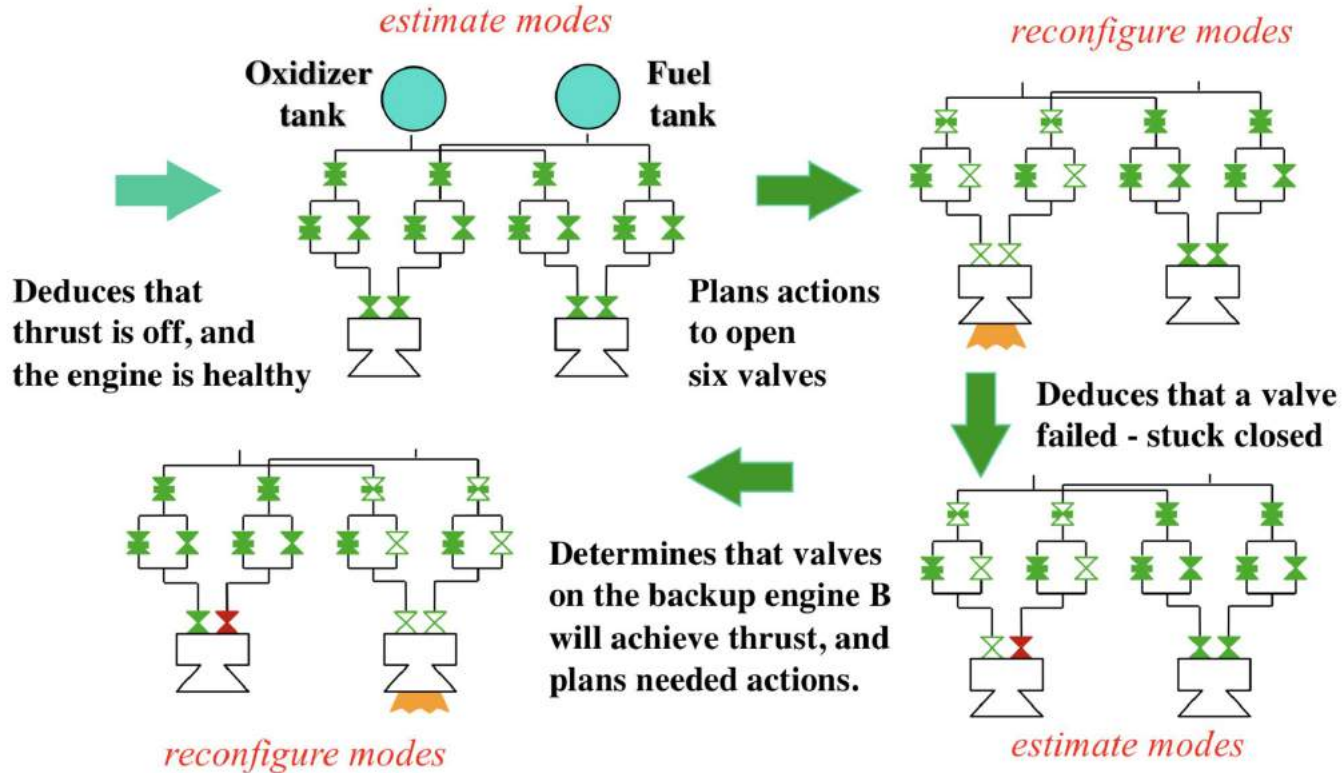 estimate modes
Oxidizer
tank
Fuel
tank
reconfigure modes
Deduces that
thrust is off, and
the engine is healthy
Plans actions
to open
six valves
Deduces that a valve
failed - stuck closed
Determines that valves
on the backup engine B
will achieve thrust, and
plans needed actions.
reconfigure modes
estimate modes